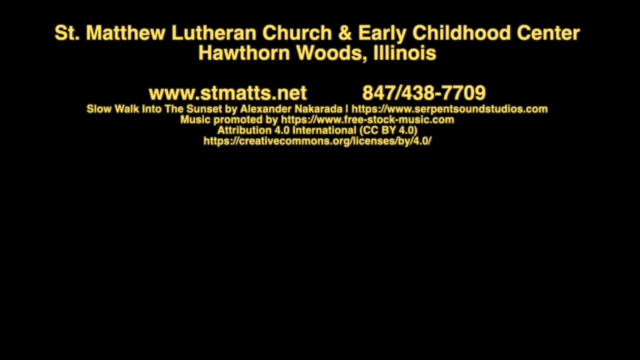 St. Matthew Lutheran Church & Early Childhood Center
Hawthorn Woods, Illinois
www.stmatts.net 847/438-7709
Slow Walk Into The Sunset by Alexander Nakarada | https://www.serpentsoundstudios.com
Music promoted by https://www.free-stock-music.com
Attribution 4.0 International (CC BY 4.0)
https://creativecommons.org/licenses/by/4.0/